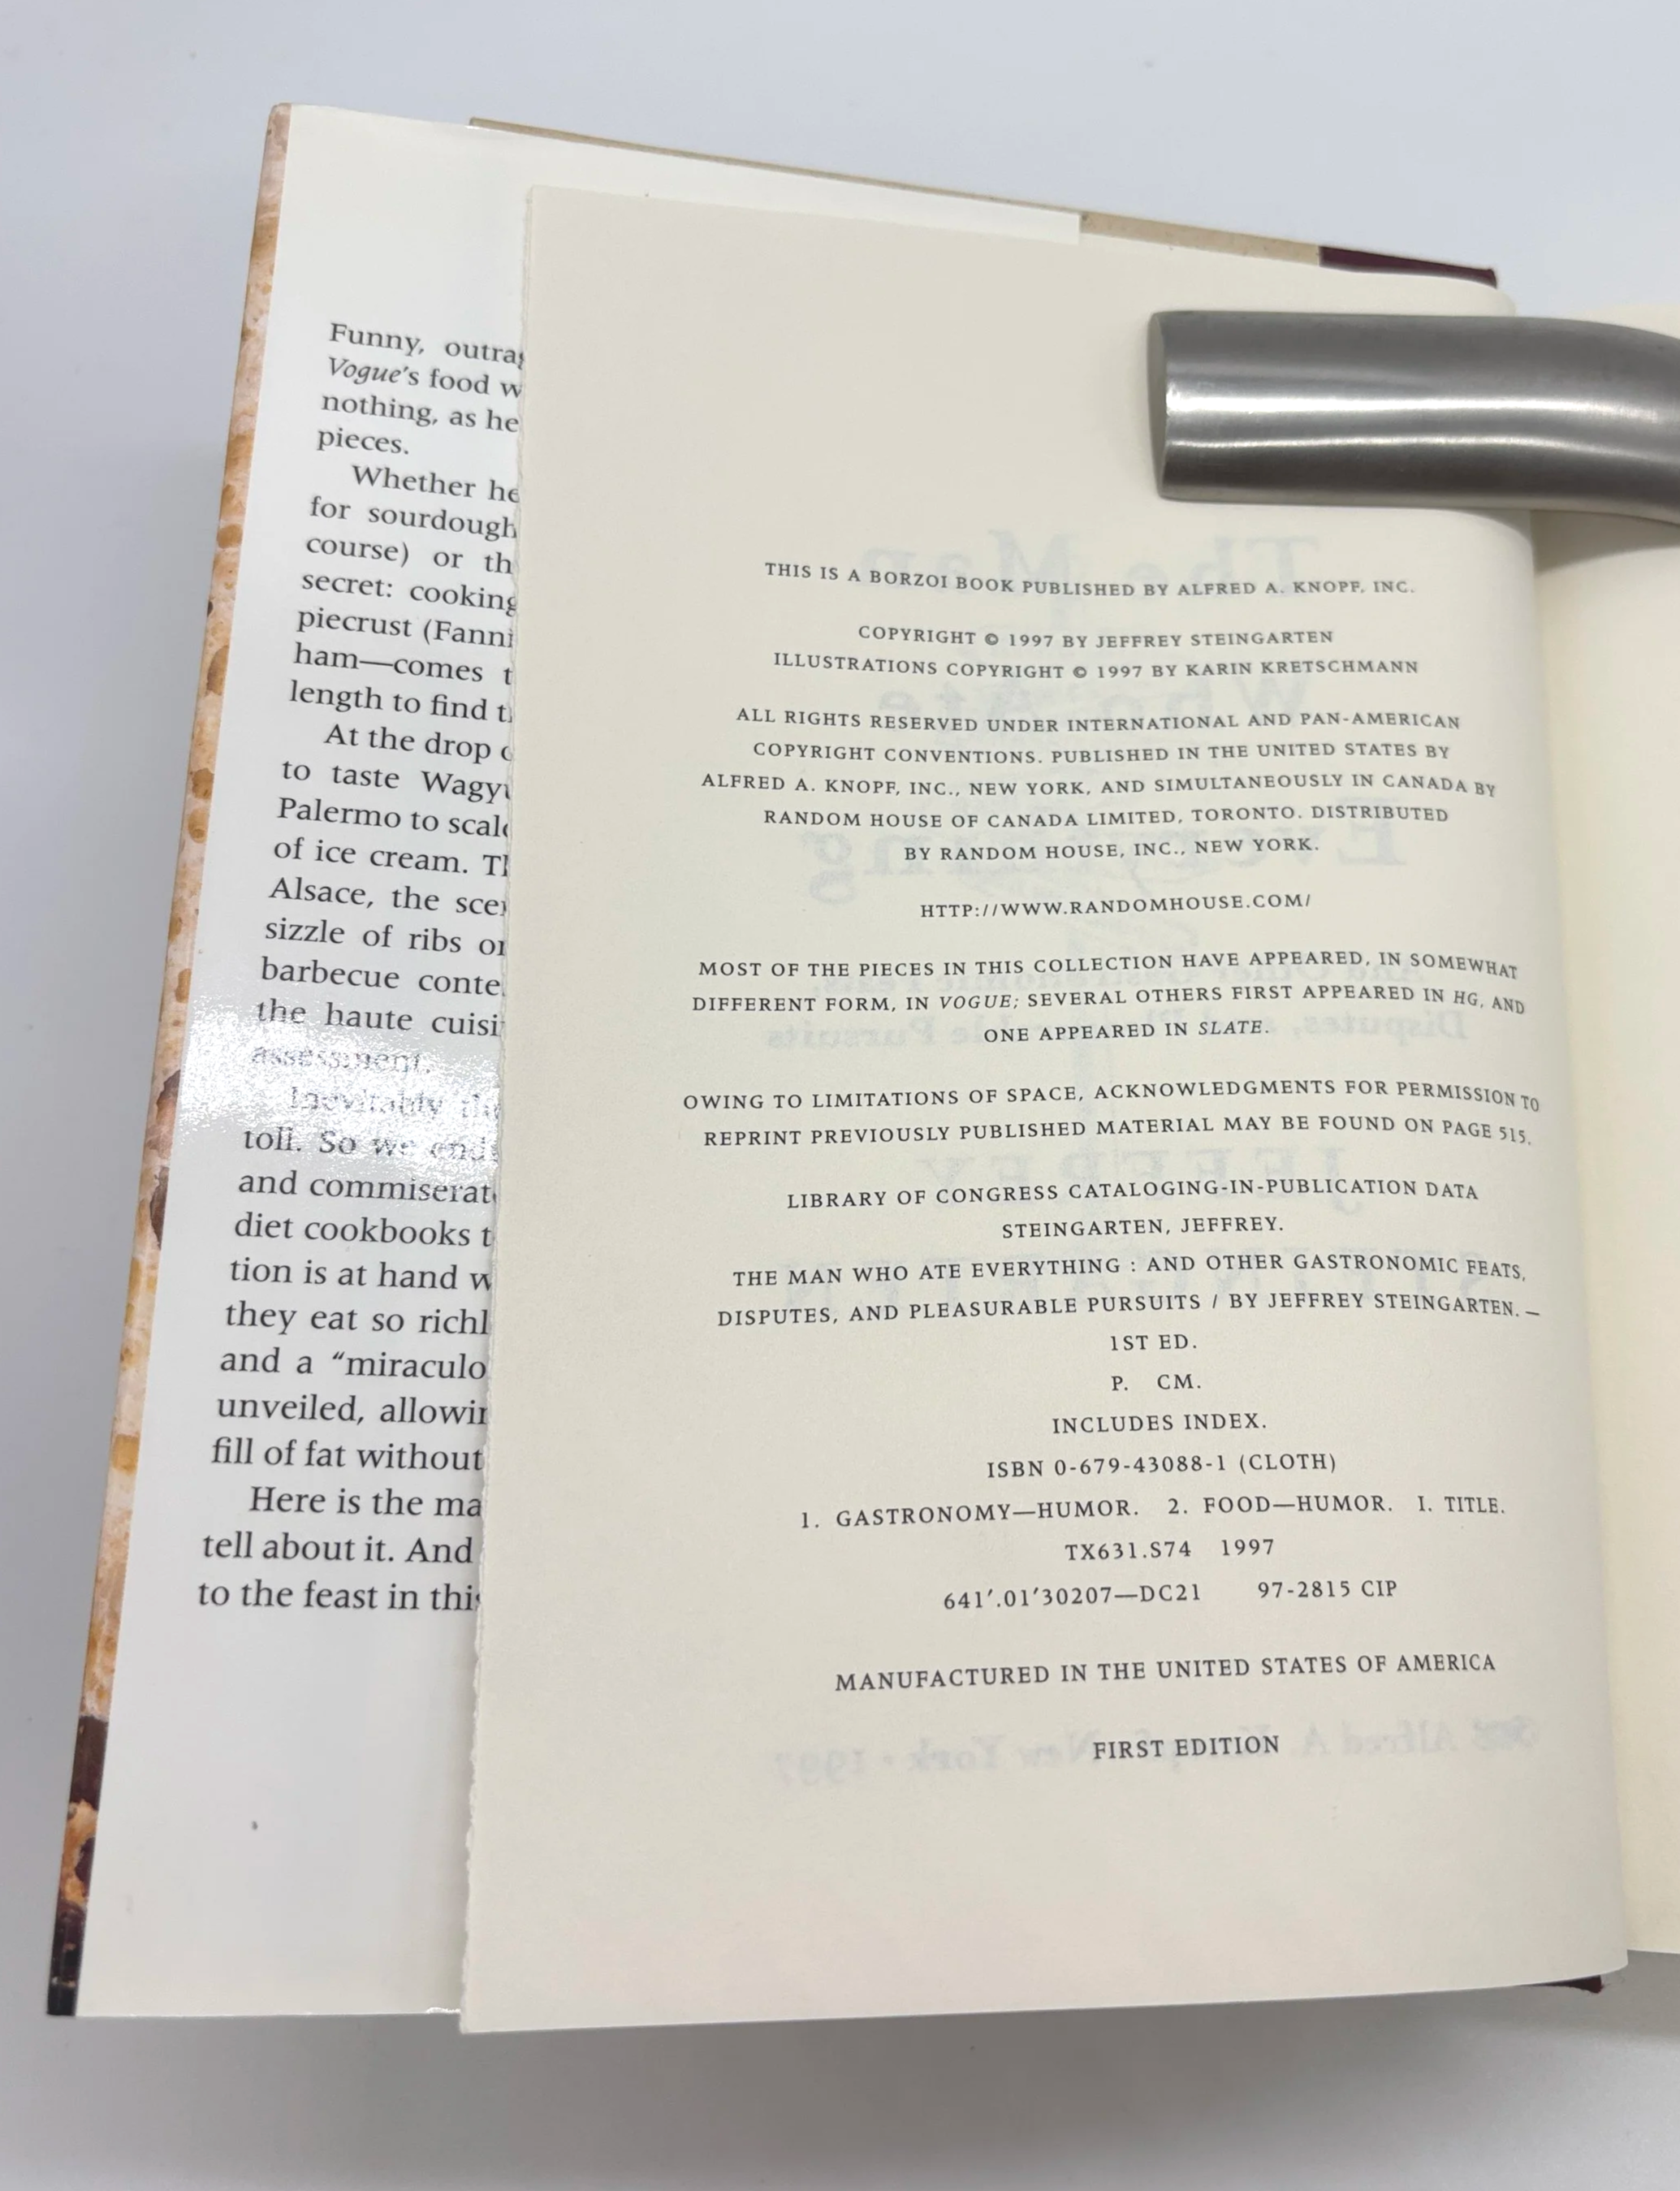 Funny, outrag
Vogue's food w
nothing, as he
pieces.
Whether he
for sourdough
course) or th
secret: cooking
piecrust (Fanni
ham—comes t
length to find t
At the drop
to taste Wagyu
Palermo to scal
of ice cream. Th
Alsace, the scen
sizzle of ribs on
barbecue conte
the haute cuisi
assessment.
Inevitably the
toll. So we end
and commiserat
diet cookbooks t
tion is at hand w
they eat so richl
and a “miraculo
unveiled, allowin
fill of fat without
Here is the ma
tell about it. And
to the feast in this
THIS IS A BORZOI BOOK PUBLISHED BY ALFRED A. KNOPF, INC.
COPYRIGHT © 1997 BY JEFFREY STEINGARTEN
ILLUSTRATIONS COPYRIGHT © 1997 BY KARIN KRETSCHMANN
ALL RIGHTS RESERVED UNDER INTERNATIONAL AND PAN-AMERICAN
COPYRIGHT CONVENTIONS. PUBLISHED IN THE UNITED STATES BY
ALFRED A. KNOPF, INC., NEW YORK, AND SIMULTANEOUSLY IN CANADA BY
RANDOM HOUSE OF CANADA LIMITED, TORONTO. DISTRIBUTED
BY RANDOM HOUSE, INC., NEW YORK.
HTTP://WWW.RANDOMHOUSE.COM/
MOST OF THE PIECES IN THIS COLLECTION HAVE APPEARED, IN SOMEWHAT
DIFFERENT FORM, IN VOGUE; SEVERAL OTHERS FIRST APPEARED IN HG, AND
ONE APPEARED IN SLATE.
OWING TO LIMITATIONS OF SPACE, ACKNOWLEDGMENTS FOR PERMISSION TO
REPRINT PREVIOUSLY PUBLISHED MATERIAL MAY BE FOUND ON PAGE 515.
LIBRARY OF CONGRESS CATALOGING-IN-PUBLICATION DATA
STEINGARTEN, JEFFREY.
THE MAN WHO ATE EVERYTHING : AND OTHER GASTRONOMIC FEATS,
DISPUTES, AND PLEASURABLE PURSUITS / BY JEFFREY STEINGARTEN. —
1ST ED.
P. CM.
INCLUDES INDEX.
ISBN 0-679-43088-1 (CLOTH)
1. GASTRONOMY—HUMOR. 2. FOOD—HUMOR. I. TITLE.
TX631.S74 1997
641′.01′30207—DC21 97-2815 CIP
MANUFACTURED IN THE UNITED STATES OF AMERICA
FIRST EDITION